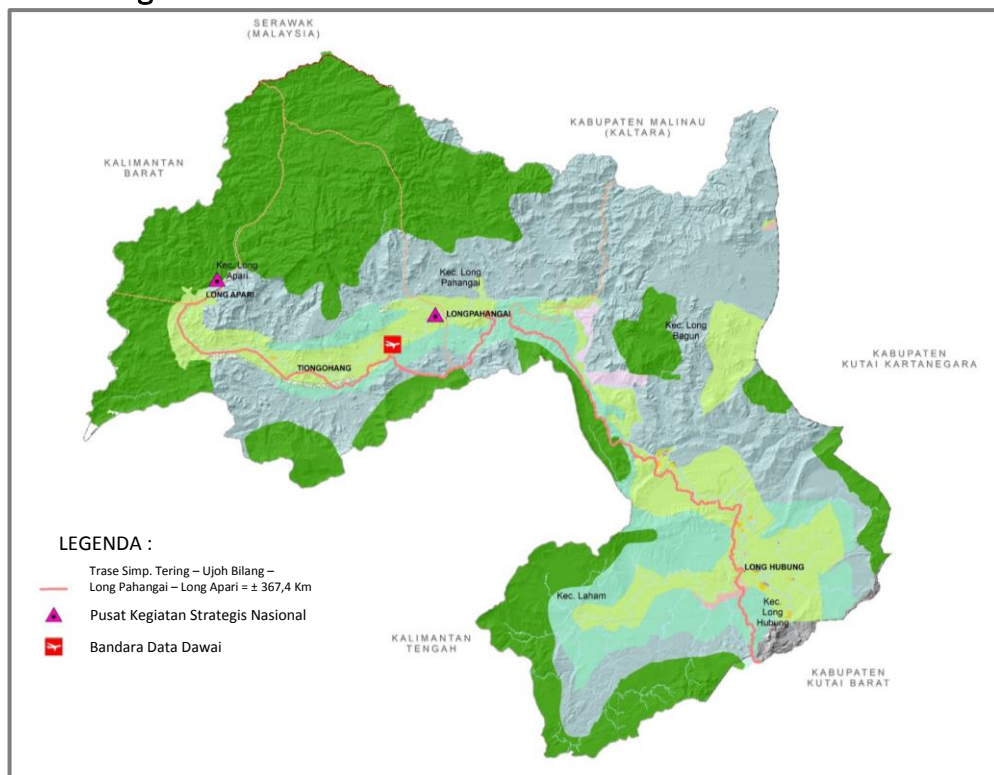 SERAWAK
(MALAYSIA)
KABUPATEN MALINAU
(KALTARA)
KALIMANTAN
BARAT
Kec. Long
Apari
LONG APARI
Kec. Long
Pahangai
LONGPAHANGAI
Kec. Long
Bagun
KABUPATEN
KUTAI KARTANEGARA
TIONGOHANG
LEGENDA :
Trase Simp. Tering – Ujoh Bilang –
Long Pahangai – Long Apari = ± 367,4 Km
Pusat Kegiatan Strategis Nasional
Bandara Data Dawai
LONG HUBUNG
Kec. Laham
Kec.
Long
Hubung
KALIMANTAN
TENGAH
KABUPATEN
KUTAI BARAT